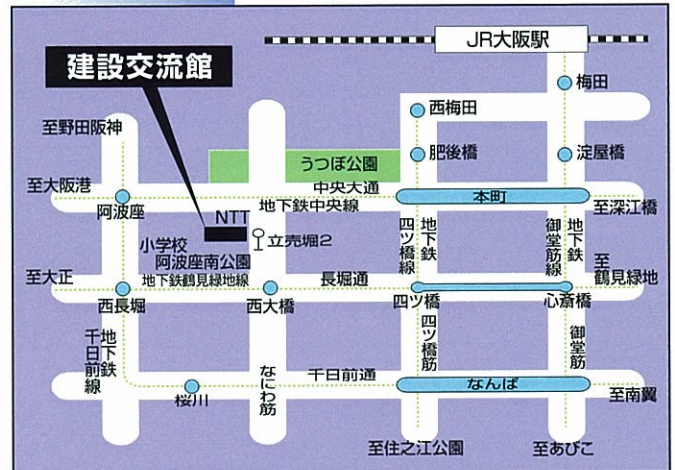 JR大阪駅
建設交流館
梅田
西梅田
至野田阪神
うつぼ公園
肥後橋
淀屋橋
至大阪港
中央大通
本町
阿波座
地下鉄中央線
至深江橋
NTT
小学校
立売堀2
阿波座南公園
地下鉄
四ツ橋線
地下鉄
御堂筋線
至大正
地下鉄鶴見緑地線
長堀通
至
鶴見緑地
西長堀
西大橋
四ツ橋
心斎橋
地下鉄
千日前線
四ツ橋筋
御堂筋
なにわ筋
千日前通
なんば
桜川
至南翼
至住之江公園
至あびこ